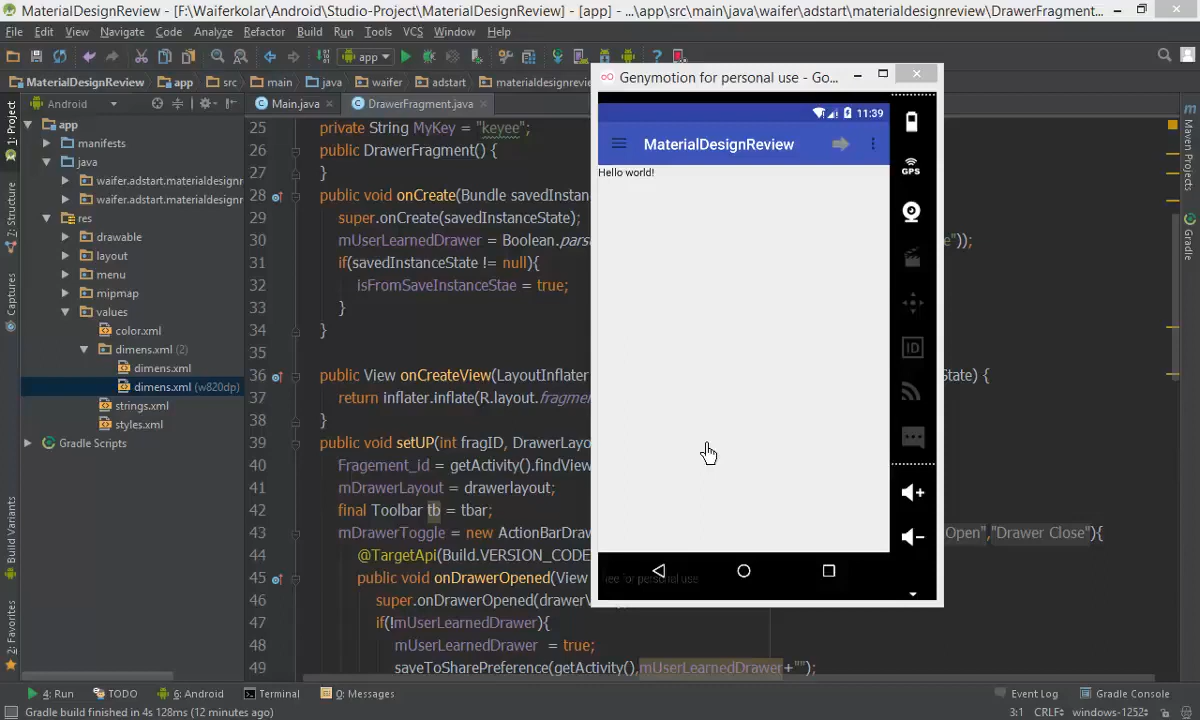 MaterialDesignReview - [F:\Waiferkolar\Android\Studio-Project\MaterialDesignReview] - [app] - ...\app\src\main\java\waifer\adstart\materialdesignreview\DrawerFragment....
File Edit View Navigate Code Analyze Refactor Build Run Tools VCS Window Help
app
MaterialDesignReview app src main java waifer adstart materialdesignreview
Android
Main.java DrawerFragment.java
1: Project
7: Structure
Captures
Build Variants
2: Favorites
app
manifests
java
waifer.adstart.materialdesignr
waifer.adstart.materialdesignr
res
drawable
layout
menu
mipmap
values
color.xml
dimens.xml (2)
dimens.xml
dimens.xml (w820dp)
strings.xml
styles.xml
Gradle Scripts
25 private String MyKey = "keyee";
26 public DrawerFragment() {
27 }
28 public void onCreate(Bundle savedInstan
29 super.onCreate(savedInstanceState);
30 mUserLearnedDrawer = Boolean.pars e"));
31 if(savedInstanceState != null){
32 isFromSaveInstanceStae = true;
33 }
34 }
35
36 public View onCreateView(LayoutInflater State) {
37 return inflater.inflate(R.layout.fragme
38 }
39 public void setUP(int fragID, DrawerLayo
40 Fragement_id = getActivity().findView
41 mDrawerLayout = drawerlayout;
42 final Toolbar tb = tbar;
43 mDrawerToggle = new ActionBarDraw Open","Drawer Close"){
44 @TargetApi(Build.VERSION_CODE
45 public void onDrawerOpened(View
46 super.onDrawerOpened(drawer
47 if(!mUserLearnedDrawer){
48 mUserLearnedDrawer = true;
49 saveToSharePreference(getActivity(),mUserLearnedDrawer+"");
Genymotion for personal use - Go...
11:39
MaterialDesignReview
Hello world!
free for personal use
GPS
ID
Maven Projects
Gradle
4: Run TODO 6: Android Terminal 0: Messages Event Log Gradle Console
Gradle build finished in 4s 128ms (12 minutes ago) 3:1 CRLF windows-1252